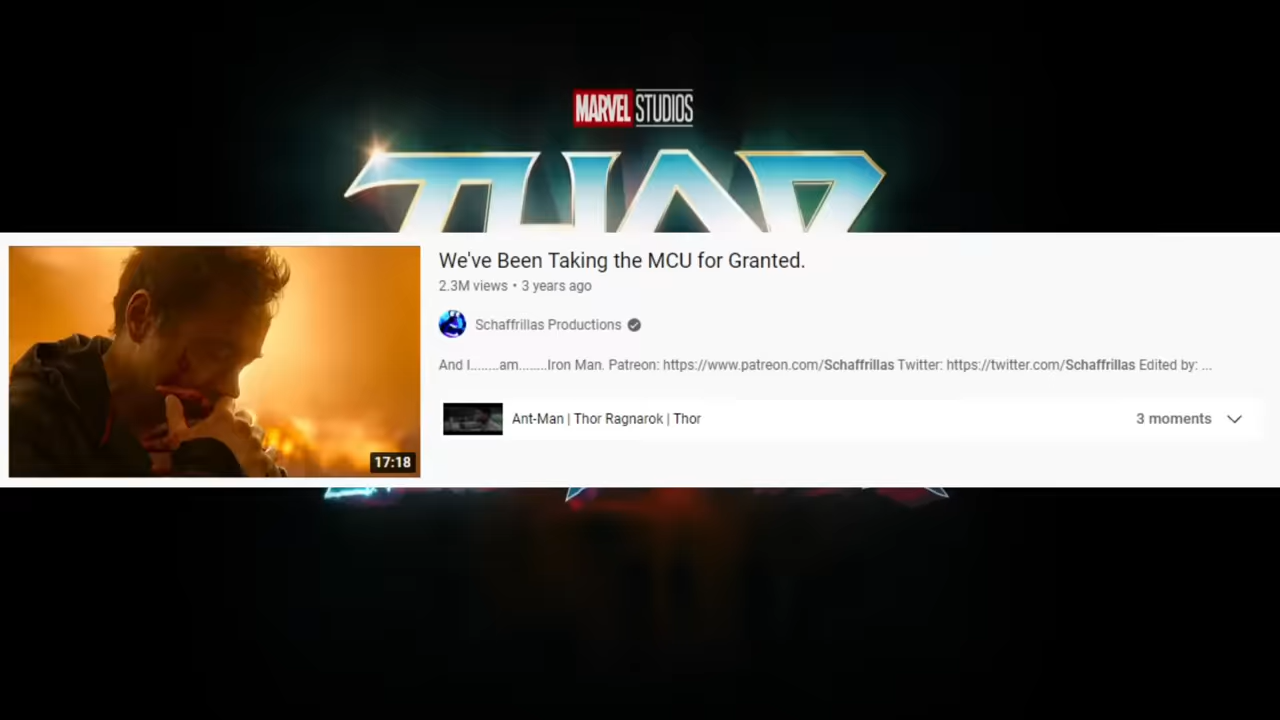 MARVEL STUDIOS
THOR
We've Been Taking the MCU for Granted.
2.3M views • 3 years ago
Schaffrillas Productions
And I........am........Iron Man. Patreon: https://www.patreon.com/Schaffrillas Twitter: https://twitter.com/Schaffrillas Edited by: ...
17:18
Ant-Man | Thor Ragnarok | Thor
3 moments